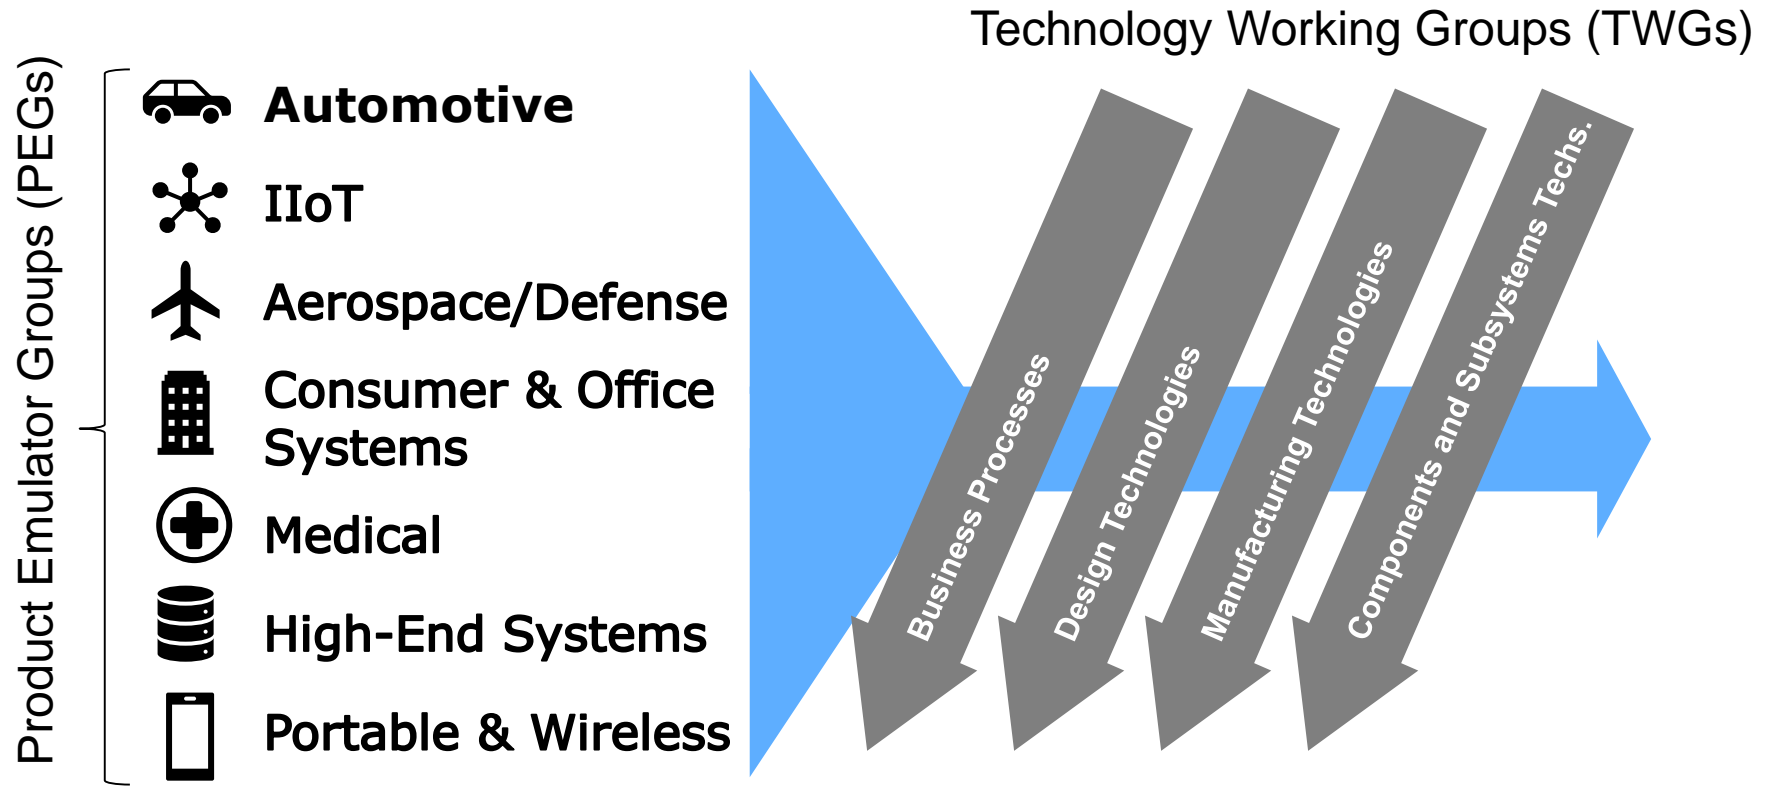 Technology Working Groups (TWGs)
Product Emulator Groups (PEGs)
Automotive
IIoT
Aerospace/Defense
Consumer & Office
Systems
Medical
High-End Systems
Portable & Wireless
Business Processes
Design Technologies
Manufacturing Technologies
Components and Subsystems Techs.